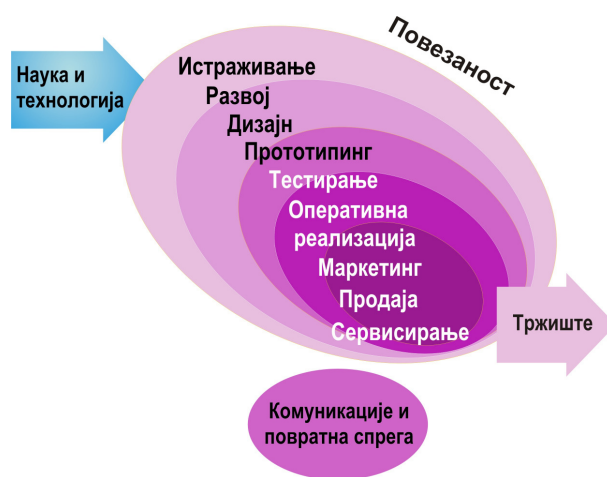 Повезаност
Наука и
технологија
Истраживање
Развој
Дизајн
Прототипинг
Тестирање
Оперативна
реализација
Маркетинг
Продаја
Сервисирање
Тржиште
Комуникације и
повратна спрега